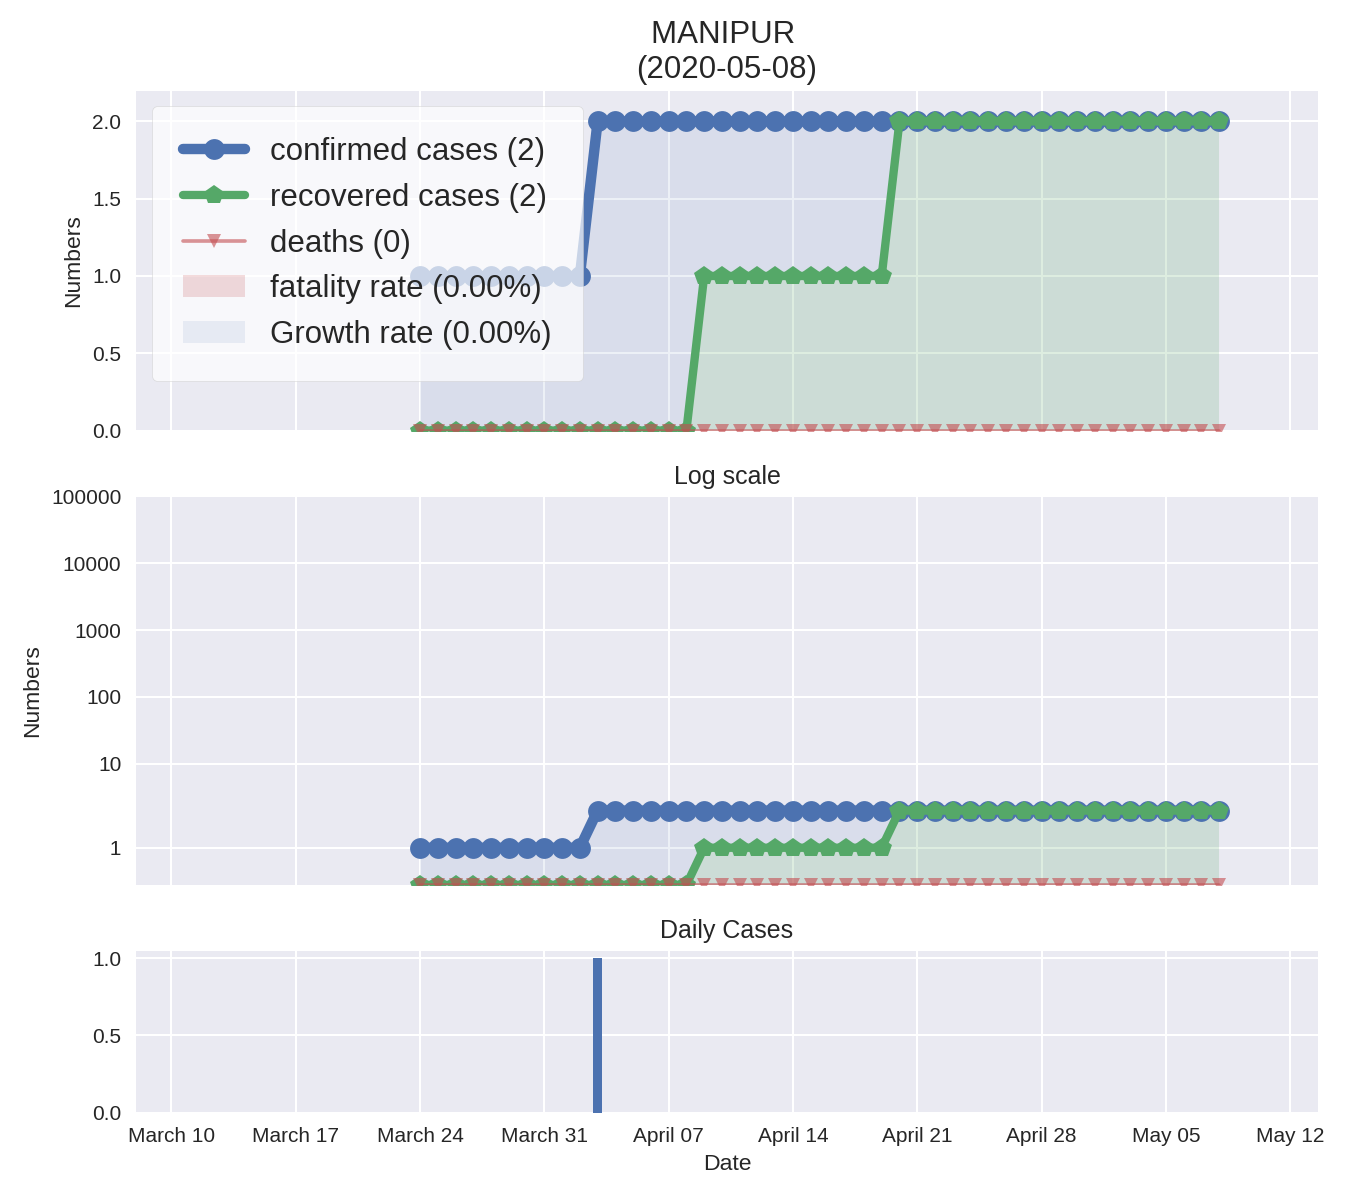 MANIPUR
(2020-05-08)
2.0
1.5
1.0
0.5
0.0
Numbers
confirmed cases (2)
recovered cases (2)
deaths (0)
fatality rate (0.00%)
Growth rate (0.00%)
Log scale
100000
10000
1000
100
10
1
Numbers
Daily Cases
1.0
0.5
0.0
March 10 March 17 March 24 March 31 April 07 April 14 April 21 April 28 May 05 May 12
Date